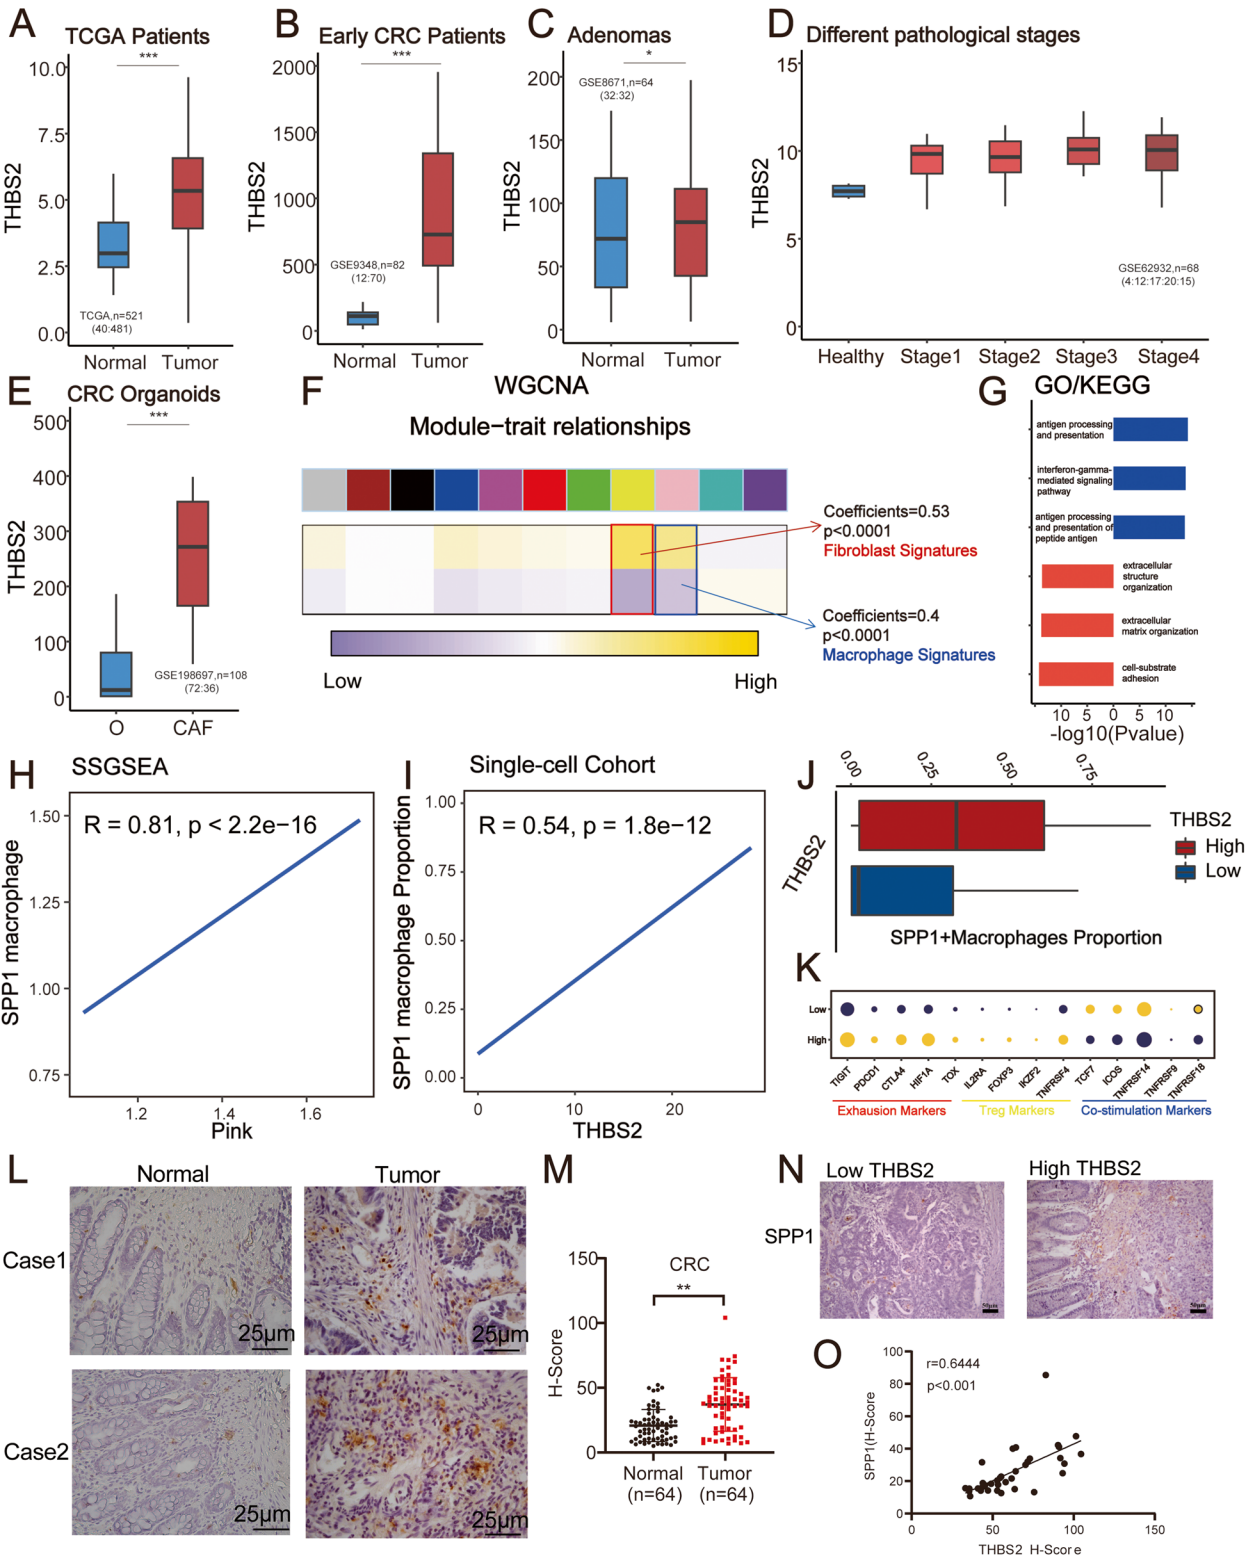 A
TCGA Patients
***
10.0
7.5
5.0
2.5
0.0
THBS2
TCGA,n=521
(40:481)
Normal
Tumor
B
Early CRC Patients
***
2000
1500
1000
500
0
THBS2
GSE9348,n=82
(12:70)
Normal
Tumor
C
Adenomas
*
GSE8671,n=64
(32:32)
200
150
100
50
0
THBS2
Normal
Tumor
D
Different pathological stages
15
10
5
0
THBS2
GSE62932,n=68
(4:12:17:20:15)
Healthy
Stage1
Stage2
Stage3
Stage4
E
CRC Organoids
***
500
400
300
200
100
0
THBS2
GSE198697,n=108
(72:36)
O
CAF
F
WGCNA
Module−trait relationships
Coefficients=0.53
p<0.0001
Fibroblast Signatures
Coefficients=0.4
p<0.0001
Macrophage Signatures
Low
High
G
GO/KEGG
antigen processing
and presentation
interferon-gamma-
mediated signaling
pathway
antigen processing
and presentation of
peptide antigen
extracellular
structure
organization
extracellular
matrix organization
cell-substrate
adhesion
10
5
0
5
10
-log10(Pvalue)
H
SSGSEA
R = 0.81, p < 2.2e−16
1.50
1.25
1.00
0.75
SPP1 macrophage
1.2
1.4
1.6
Pink
I
Single-cell Cohort
R = 0.54, p = 1.8e−12
1.00
0.75
0.50
0.25
0.00
SPP1 macrophage Proportion
0
10
20
THBS2
J
0.00
0.25
0.50
0.75
THBS2
THBS2
High
Low
SPP1+Macrophages Proportion
K
Low
High
TIGIT
PDCD1
CTLA4
HIF1A
TOX
IL2RA
FOXP3
IKZF2
TNFRSF4
TCF7
ICOS
TNFRSF14
TNFRSF9
TNFRSF18
Exhausion Markers
Treg Markers
Co-stimulation Markers
L
Normal
Tumor
Case1
25μm
25μm
Case2
25μm
25μm
M
CRC
**
150
100
50
0
H-Score
Normal
(n=64)
Tumor
(n=64)
N
Low THBS2
High THBS2
SPP1
50μm
50μm
O
r=0.6444
p<0.001
100
80
60
40
20
0
SPP1(H-Score
0
50
100
150
THBS2 H-Score